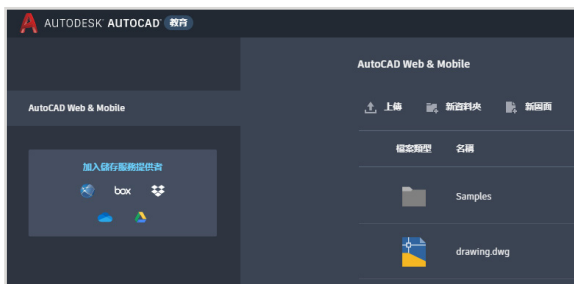 AUTODESK® AUTOCAD® 教育
AutoCAD Web & Mobile
加入儲存服務提供者
box
AutoCAD Web & Mobile
上傳 新資料夾 新圖面
檔案類型 名稱
Samples
drawing.dwg